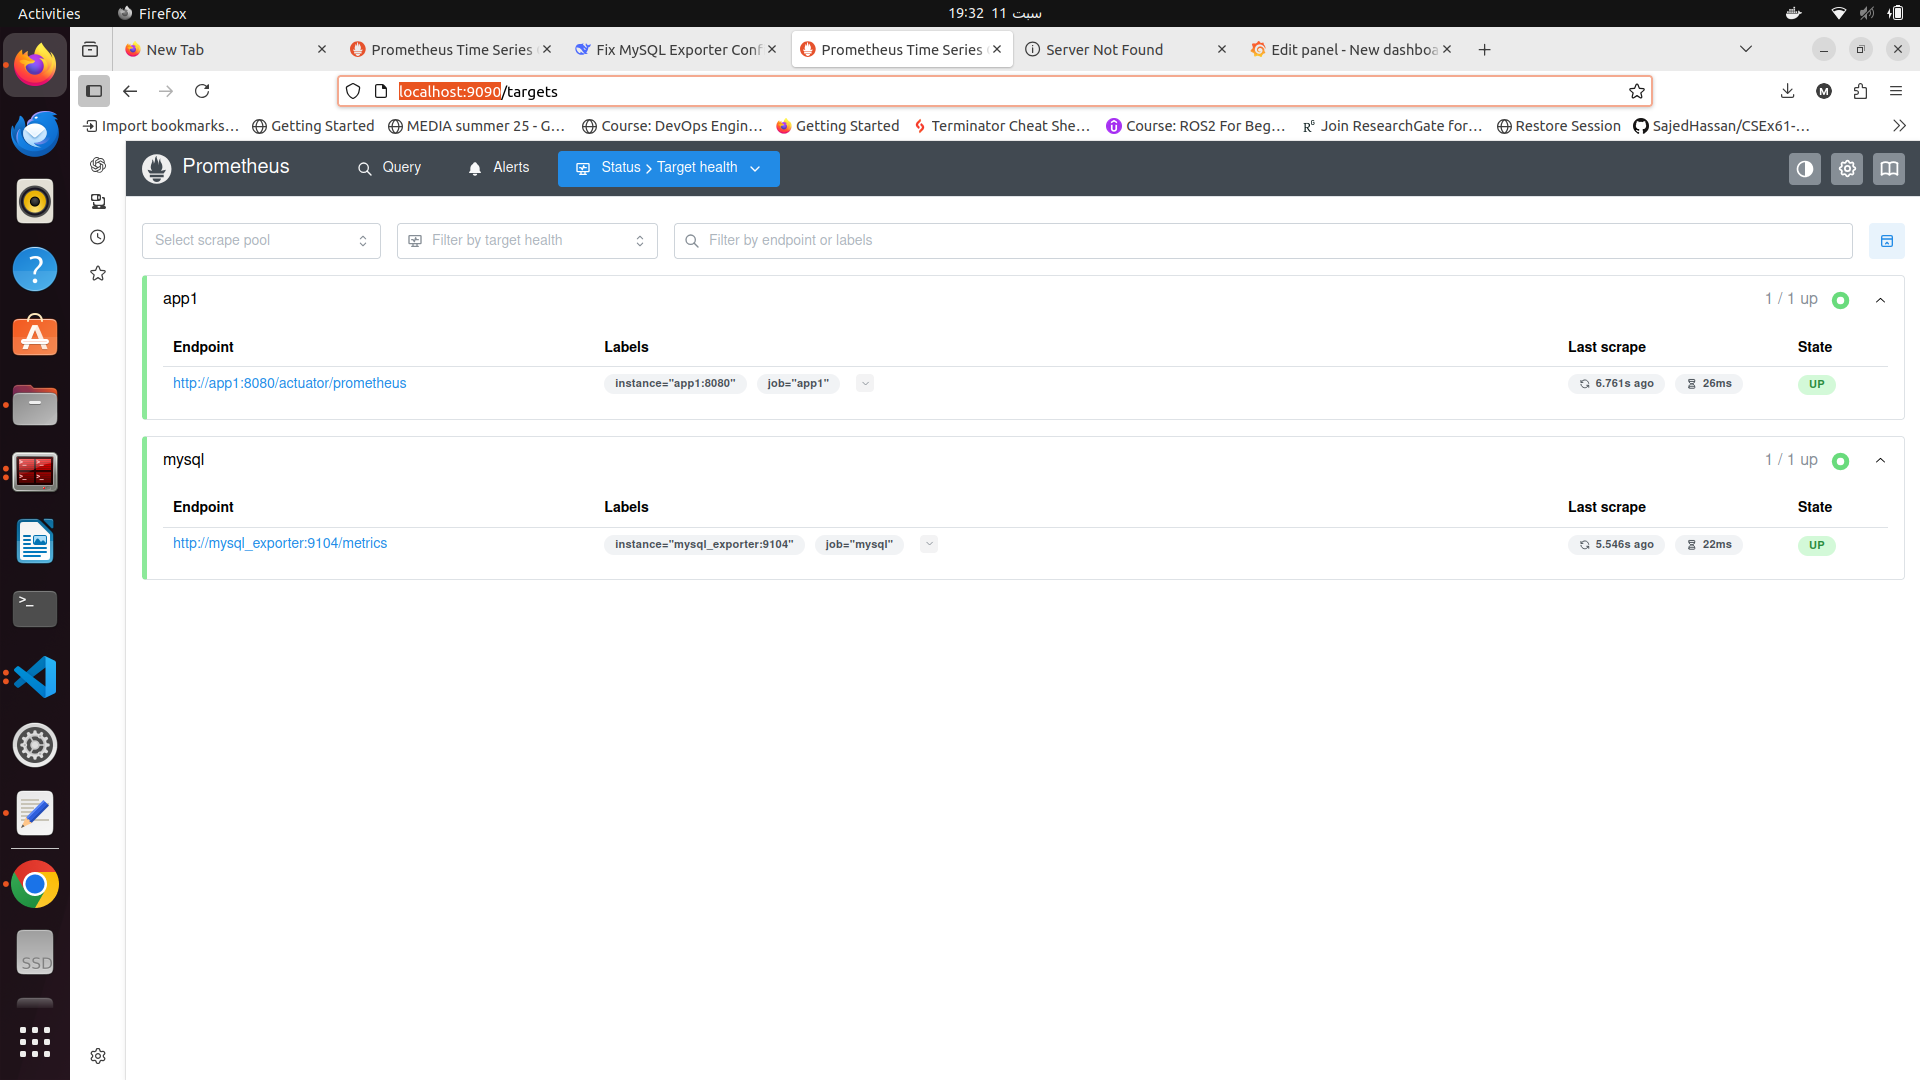 Activities
Firefox
19:32 11 سبت
New Tab
Prometheus Time Series
Fix MySQL Exporter Conf
Prometheus Time Series
Server Not Found
Edit panel - New dashboa
localhost:9090/targets
Import bookmarks...
Getting Started
MEDIA summer 25 - G...
Course: DevOps Engin...
Getting Started
Terminator Cheat She...
Course: ROS2 For Beg...
Join ResearchGate for...
Restore Session
SajedHassan/CSEx61-...
Prometheus
Query
Alerts
Status > Target health
Select scrape pool
Filter by target health
Filter by endpoint or labels
app1
1 / 1 up
Endpoint
Labels
Last scrape
State
http://app1:8080/actuator/prometheus
instance="app1:8080"
job="app1"
6.761s ago
26ms
UP
mysql
1 / 1 up
Endpoint
Labels
Last scrape
State
http://mysql_exporter:9104/metrics
instance="mysql_exporter:9104"
job="mysql"
5.546s ago
22ms
UP
SSD